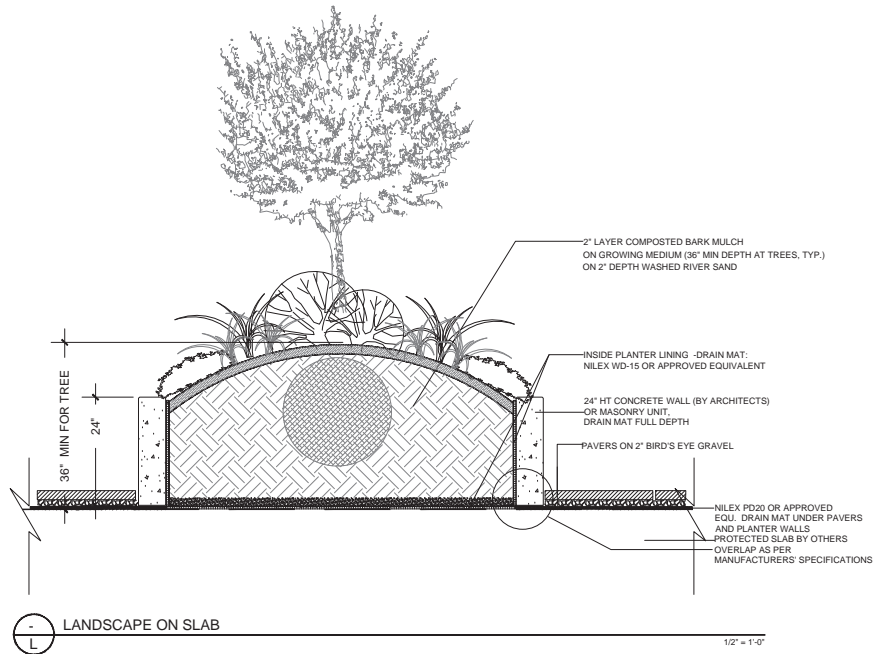 2" LAYER COMPOSTED BARK MULCH
ON GROWING MEDIUM (36" MIN DEPTH AT TREES, TYP.)
ON 2" DEPTH WASHED RIVER SAND
INSIDE PLANTER LINING -DRAIN MAT:
NILEX WD-15 OR APPROVED EQUIVALENT
36" MIN FOR TREE
24"
24" HT CONCRETE WALL (BY ARCHITECTS)
OR MASONRY UNIT,
DRAIN MAT FULL DEPTH
PAVERS ON 2" BIRD'S EYE GRAVEL
NILEX PD20 OR APPROVED
EQU. DRAIN MAT UNDER PAVERS
AND PLANTER WALLS
PROTECTED SLAB BY OTHERS
OVERLAP AS PER
MANUFACTURERS' SPECIFICATIONS
-
L
LANDSCAPE ON SLAB
1/2" = 1'-0"